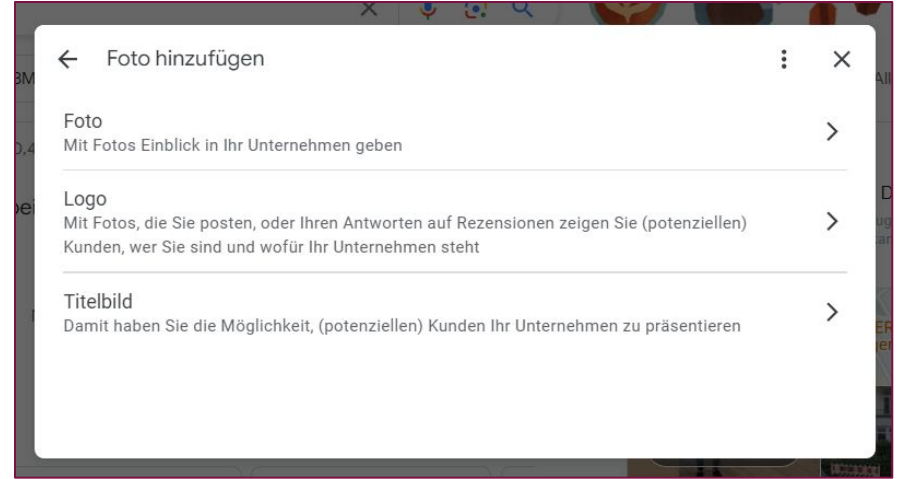 Foto hinzufügen
Foto
Mit Fotos Einblick in Ihr Unternehmen geben
Logo
Mit Fotos, die Sie posten, oder Ihren Antworten auf Rezensionen zeigen Sie (potenziellen)
Kunden, wer Sie sind und wofür Ihr Unternehmen steht
Titelbild
Damit haben Sie die Möglichkeit, (potenziellen) Kunden Ihr Unternehmen zu präsentieren